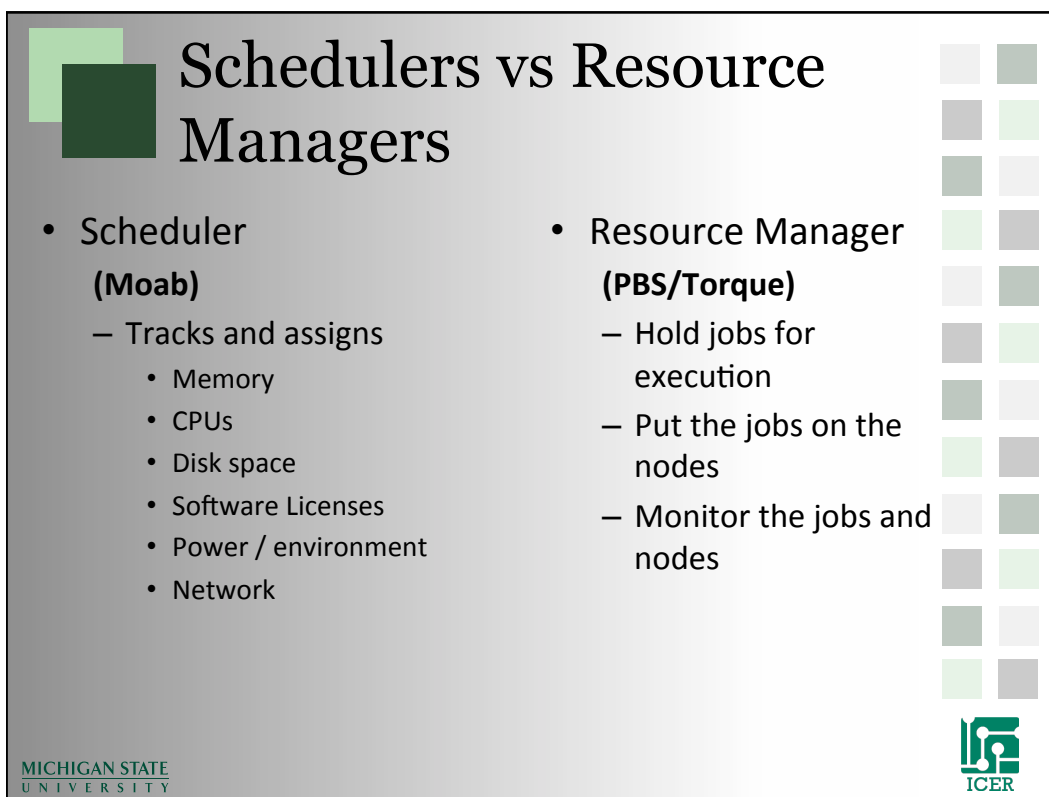 Schedulers vs Resource
Managers
• Scheduler
(Moab)
– Tracks and assigns
• Memory
• CPUs
• Disk space
• Software Licenses
• Power / environment
• Network
• Resource Manager
(PBS/Torque)
– Hold jobs for
execution
– Put the jobs on the
nodes
– Monitor the jobs and
nodes
MICHIGAN STATE
UNIVERSITY
ICER